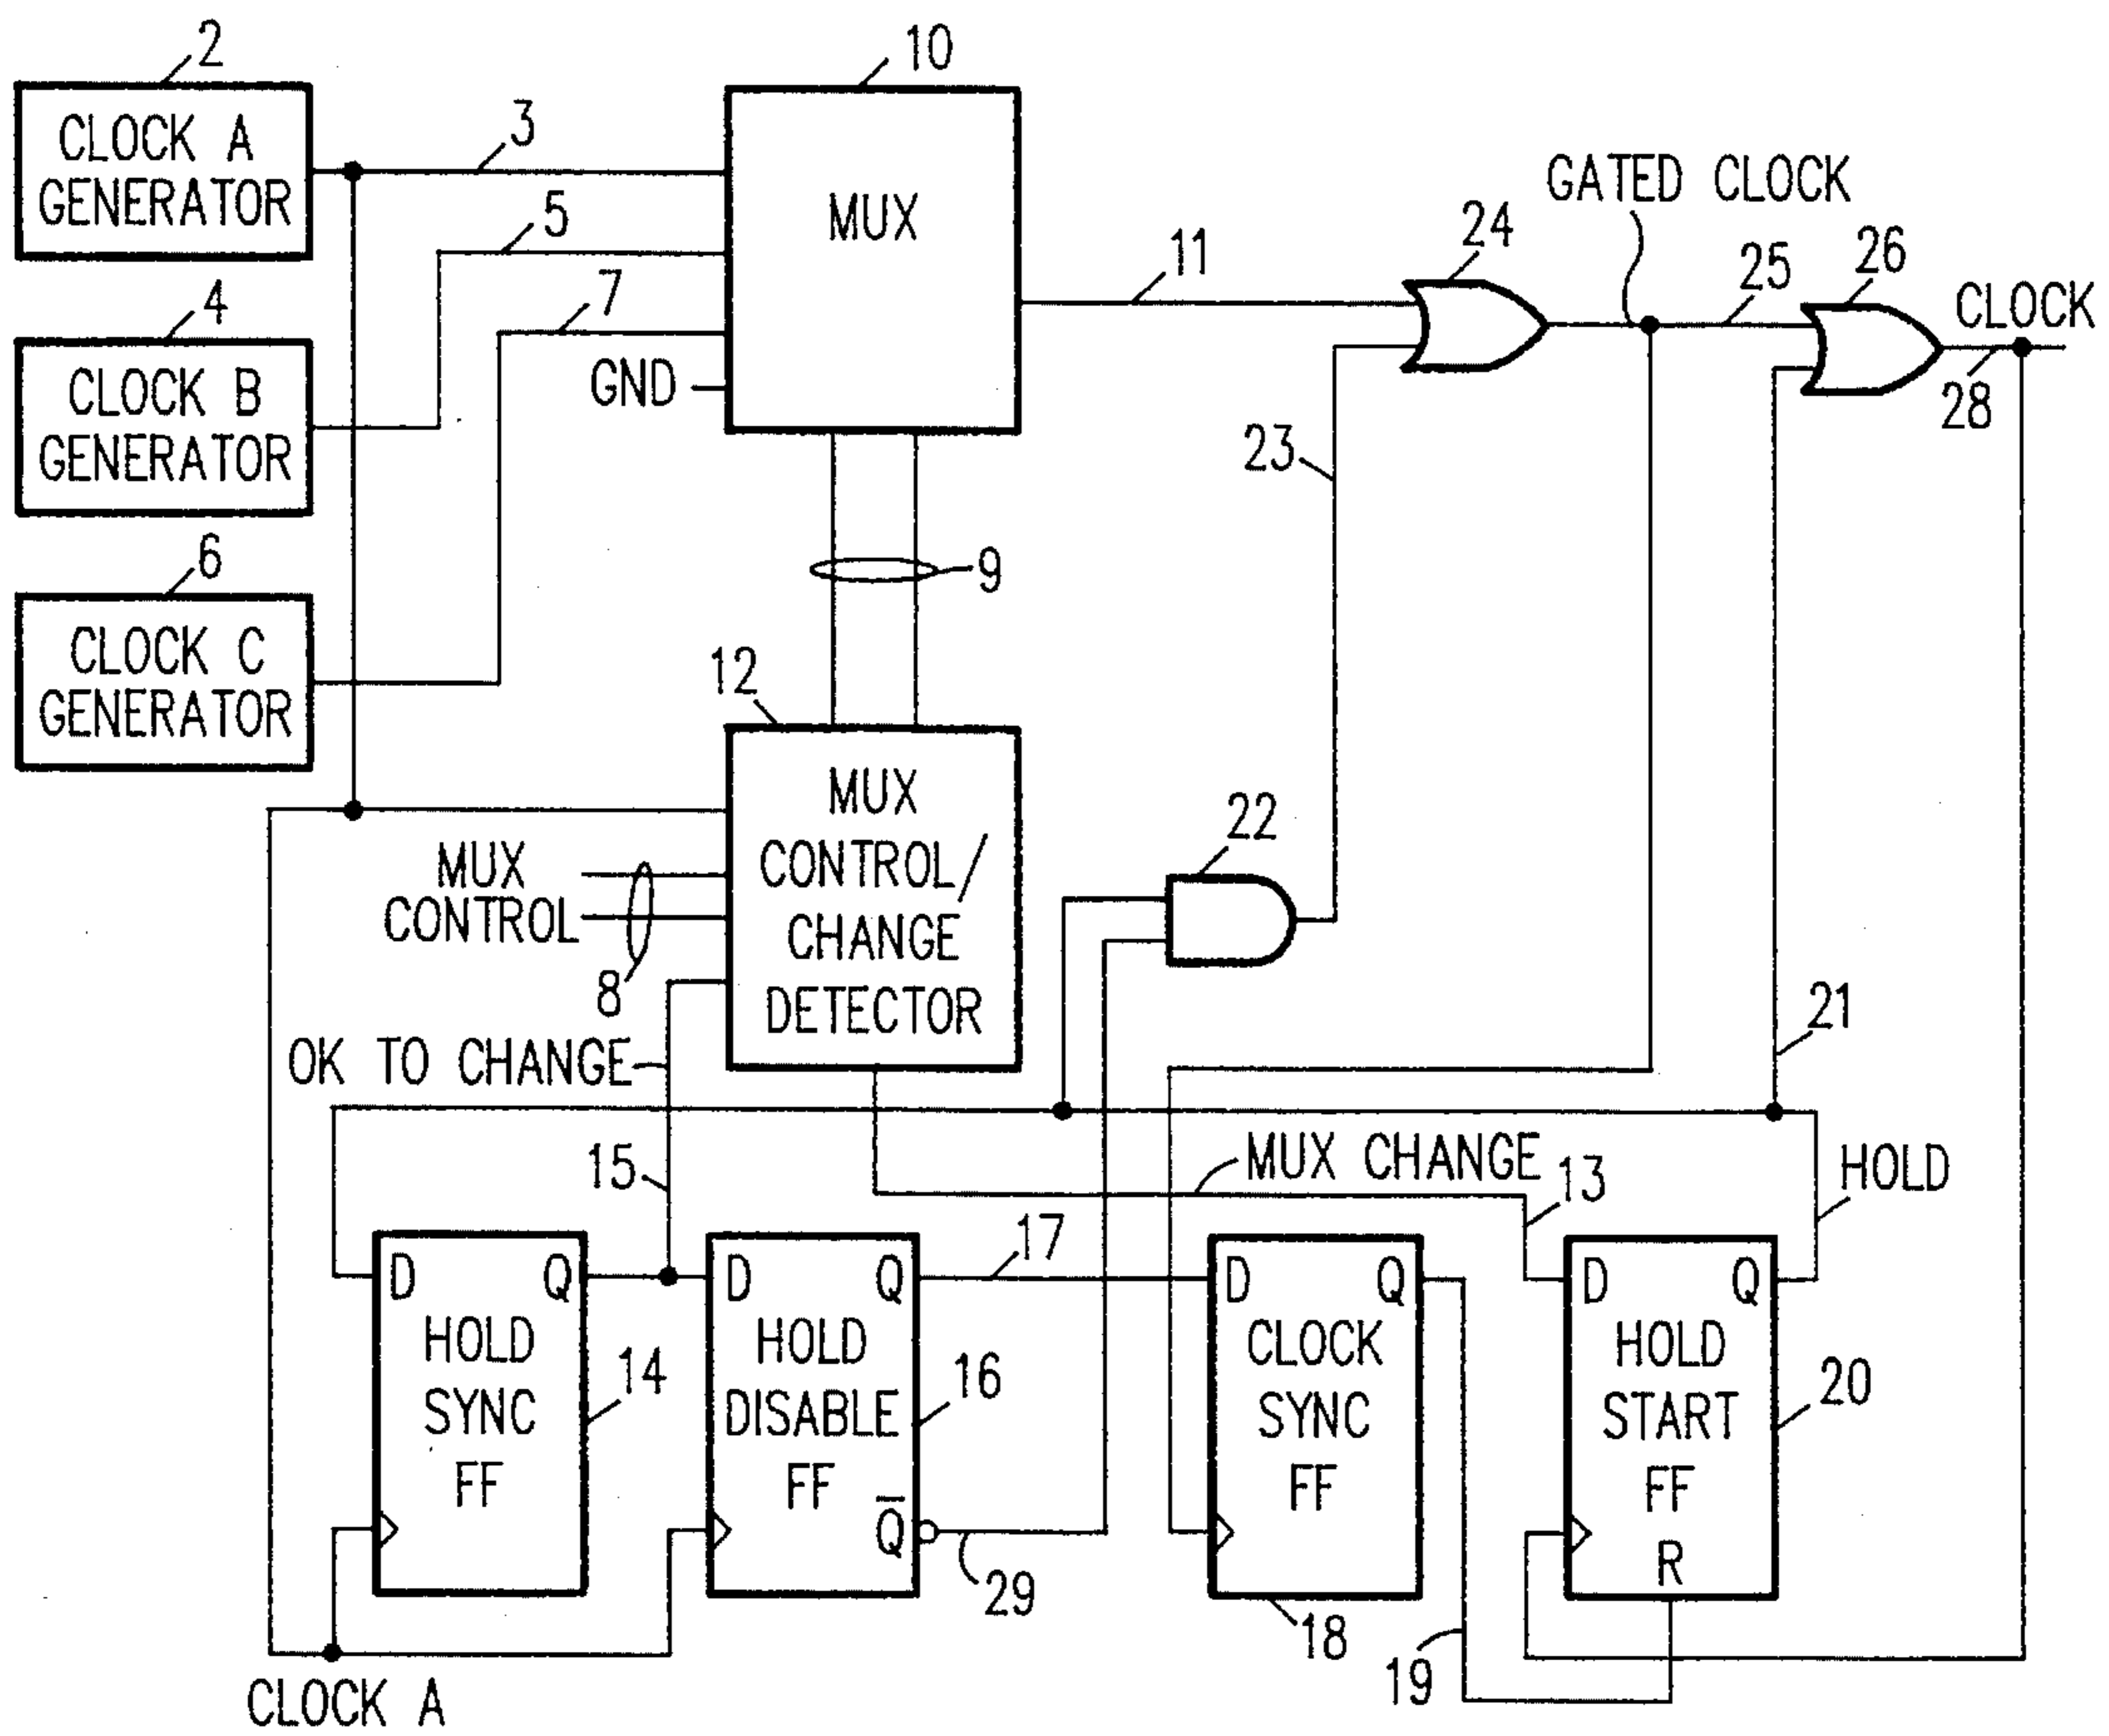 2
CLOCK A
GENERATOR
3
10
MUX
5
4
CLOCK B
GENERATOR
7
GND
11
24
GATED CLOCK
25
26
CLOCK
28
23
6
CLOCK C
GENERATOR
9
12
MUX
CONTROL/
CHANGE
DETECTOR
MUX
CONTROL
8
22
21
OK TO CHANGE
15
MUX CHANGE
13
HOLD
17
D Q
HOLD
SYNC
FF
14
D Q
HOLD
DISABLE
FF
Q̅
16
29
D Q
CLOCK
SYNC
FF
18
19
D Q
HOLD
START
FF
R
20
CLOCK A